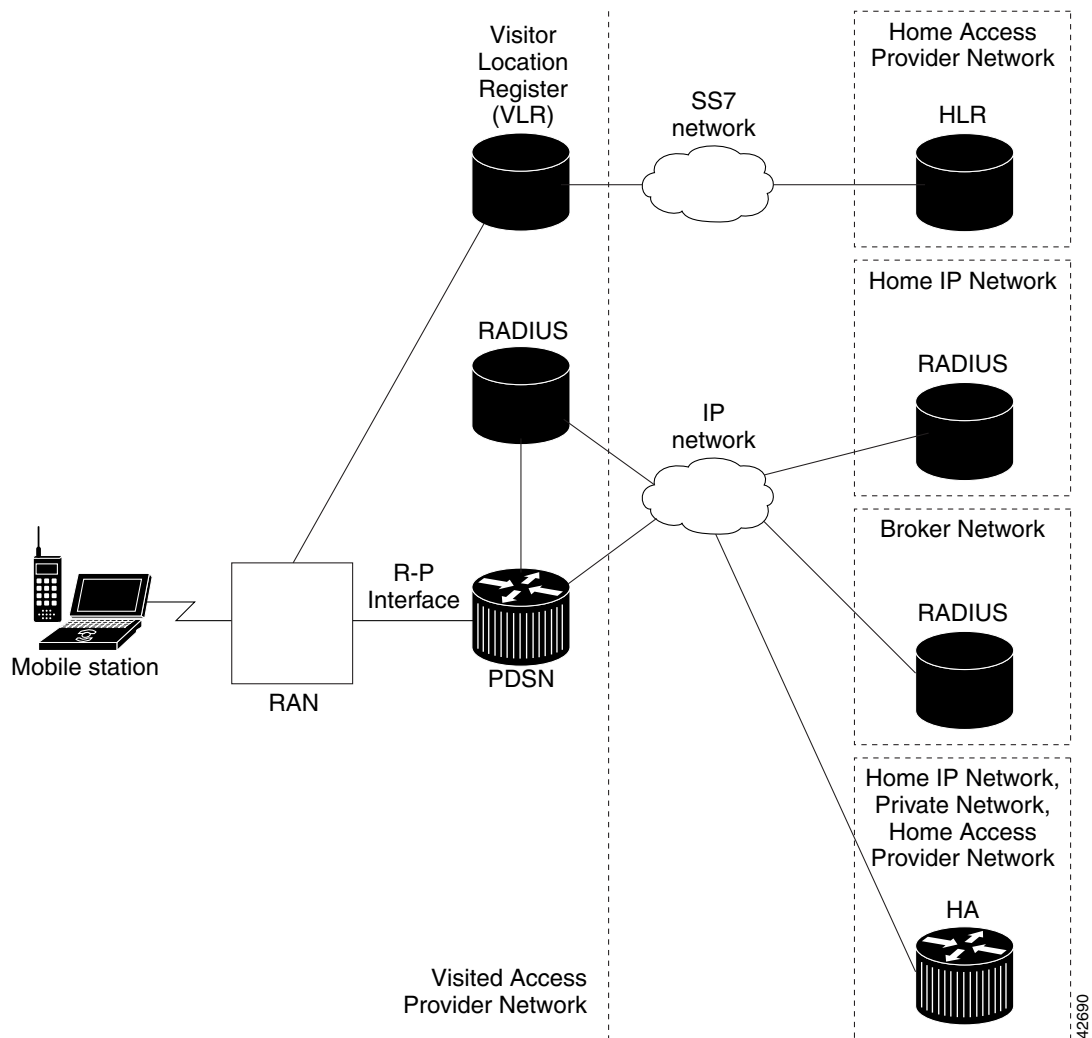 Visitor
Location
Register
(VLR)
SS7
network
Home Access
Provider Network
HLR
Home IP Network
RADIUS
RADIUS
IP
network
Broker Network
RADIUS
R-P
Interface
Mobile station
RAN
PDSN
Home IP Network,
Private Network,
Home Access
Provider Network
HA
Visited Access
Provider Network
42690